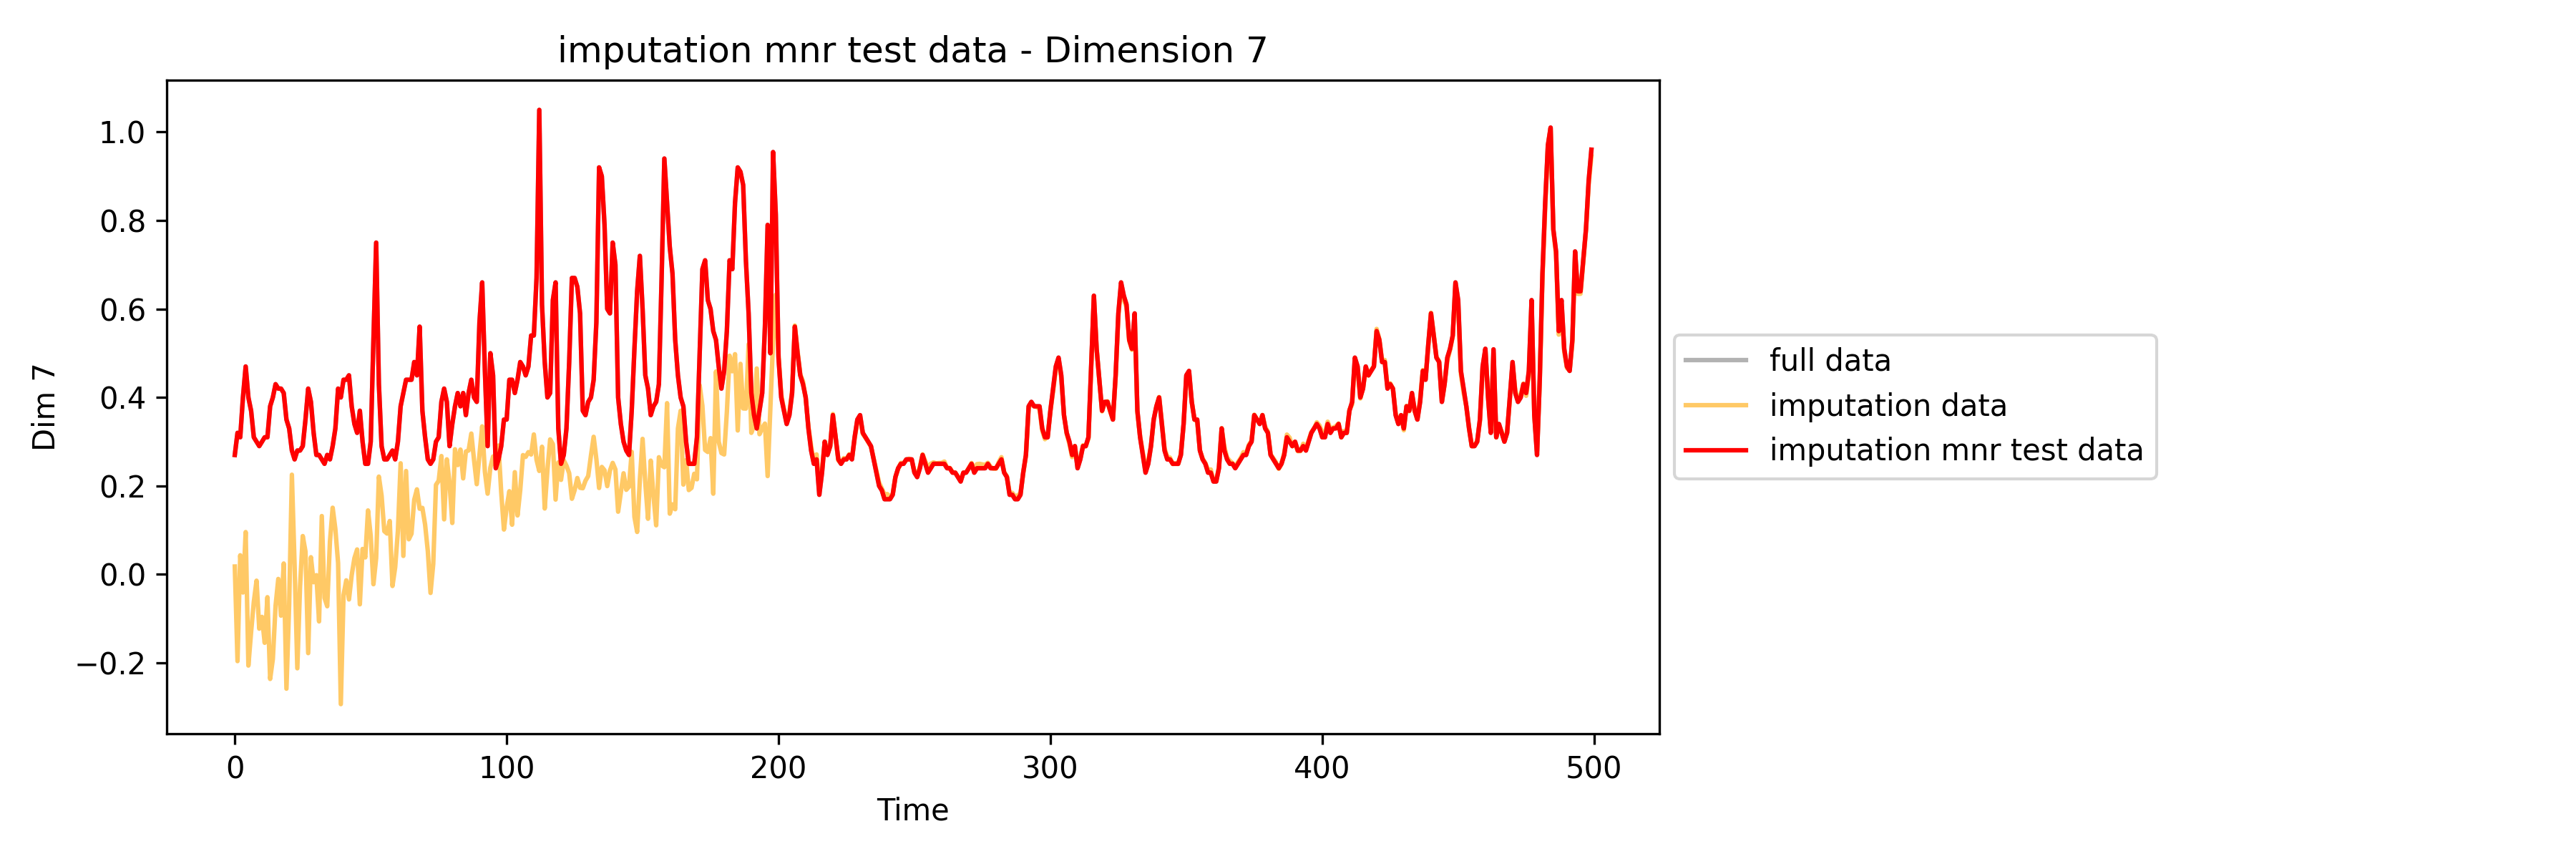 imputation mnr test data - Dimension 7
1.0
0.8
0.6
0.4
0.2
0.0
−0.2
Dim 7
0 100 200 300 400 500
Time
full data
imputation data
imputation mnr test data